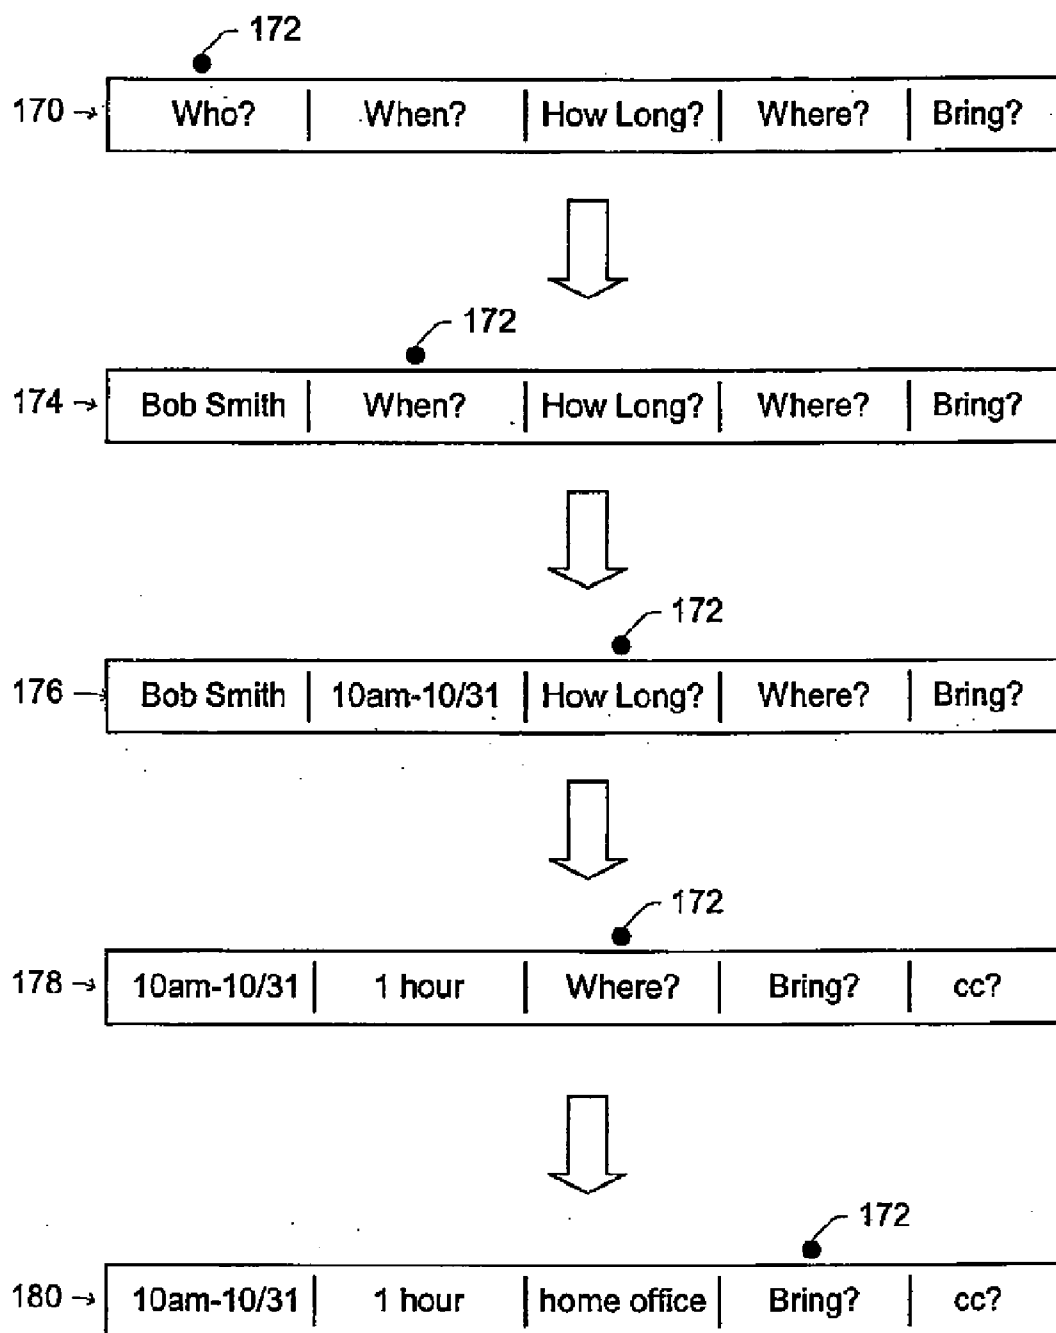 172
170 Who? When? How Long? Where? Bring?
172
174 Bob Smith When? How Long? Where? Bring?
172
176 Bob Smith 10am-10/31 How Long? Where? Bring?
172
178 10am-10/31 1 hour Where? Bring? cc?
172
180 10am-10/31 1 hour home office Bring? cc?